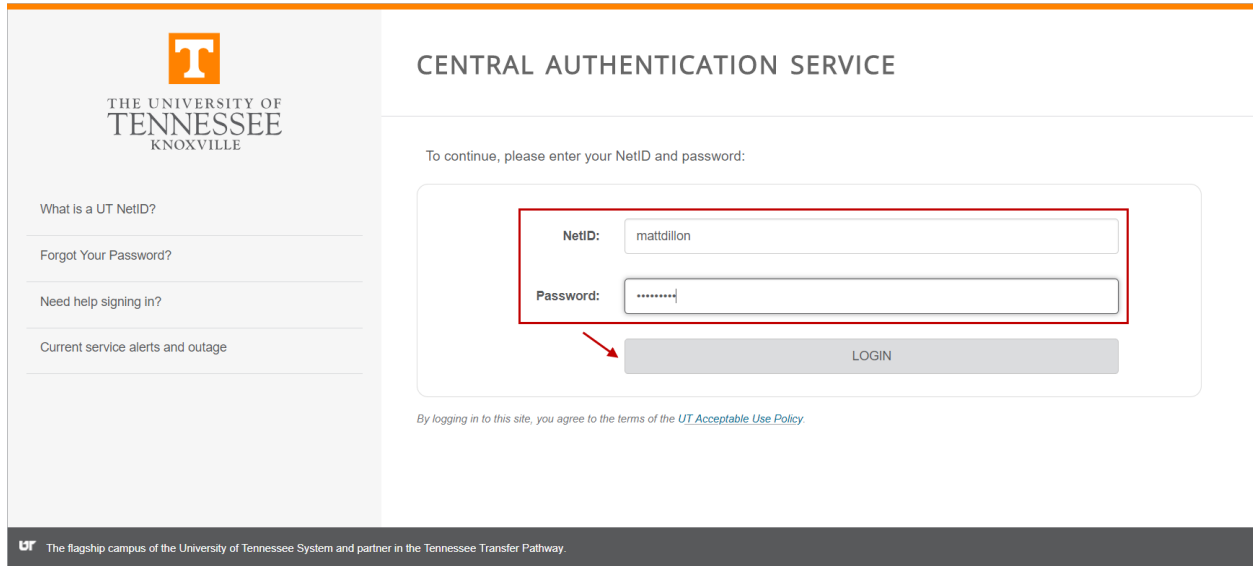 T
THE UNIVERSITY OF
TENNESSEE
KNOXVILLE
What is a UT NetID?
Forgot Your Password?
Need help signing in?
Current service alerts and outage
CENTRAL AUTHENTICATION SERVICE
To continue, please enter your NetID and password:
NetID: mattdillon
Password: •••••••••
LOGIN
By logging in to this site, you agree to the terms of the UT Acceptable Use Policy.
UT The flagship campus of the University of Tennessee System and partner in the Tennessee Transfer Pathway.